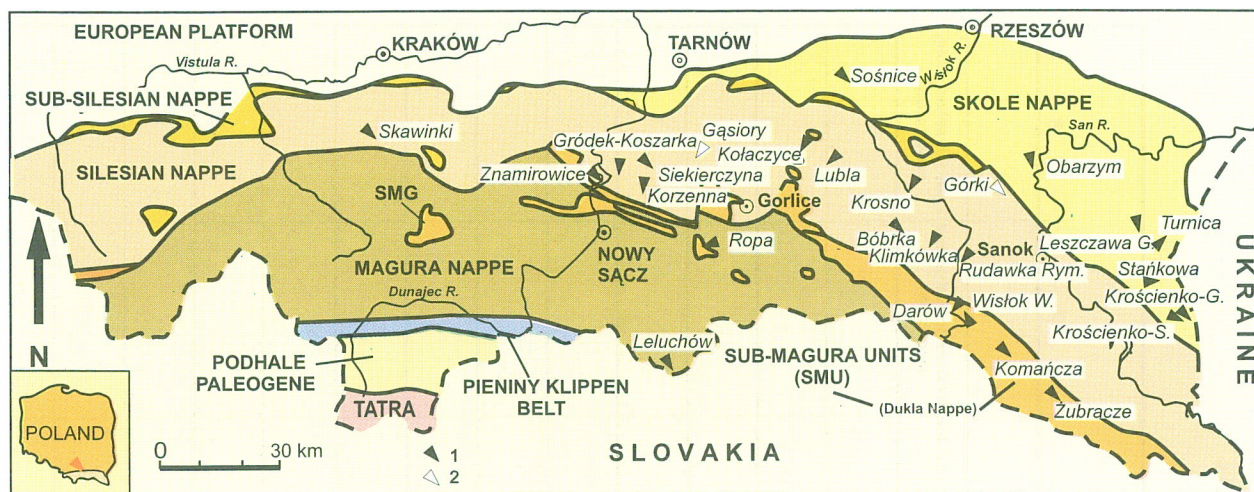 EUROPEAN PLATFORM
KRAKÓW
TARNÓW
RZESZÓW
Vistula R.
Wisłok R.
Sośnice
SUB-SILESIAN NAPPE
SKOLE NAPPE
Skawinki
Gródek-Koszarka
Gąsiory
San R.
Kołaczyce
Obarzym
SILESIAN NAPPE
Znamirowice
Siekierczyna
Lubla
Górki
SMG
Korzenna
Gorlice
Krosno
Turnica
Ropa
Bóbrka
Leszczawa G.
NOWY
SĄCZ
Klimkówka
Sanok
MAGURA NAPPE
Rudawka Rym.
Stańkowa
Dunajec R.
Darów
Wisłok W.
Krościenko-G.
Krościenko-S.
UKRAINE
N
Leluchów
SUB-MAGURA UNITS
(SMU)
PODHALE
PALEOGENE
PIENINY KLIPPEN
BELT
Komańcza
(Dukla Nappe)
TATRA
Żubracze
POLAND
0 30 km
SLOVAKIA
1
2